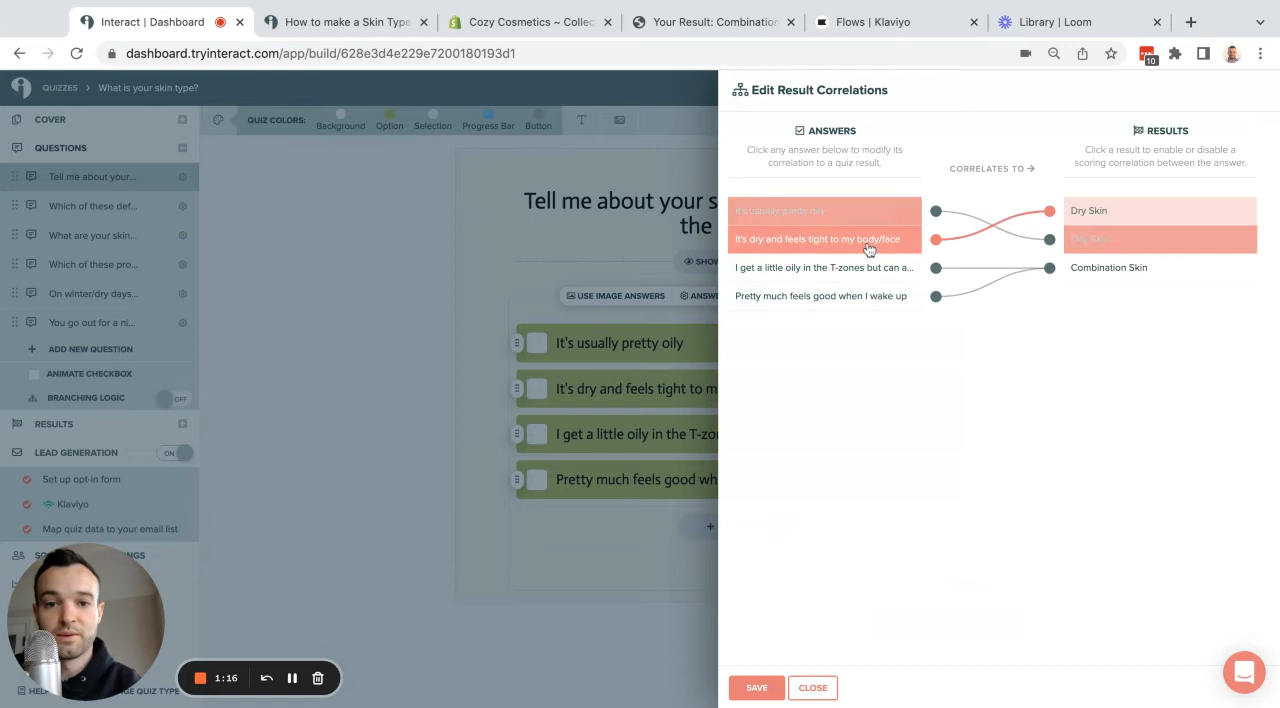 Interact | Dashboard
How to make a Skin Type
Cozy Cosmetics ~ Collec
Your Result: Combination
Flows | Klaviyo
Library | Loom
dashboard.tryinteract.com/app/build/628e3d4e229e7200180193d1
10
QUIZZES > What is your skin type?
COVER
QUESTIONS
Tell me about your...
Which of these def...
What are your skin...
Which of these pro...
On winter/dry days...
You go out for a ni...
ADD NEW QUESTION
ANIMATE CHECKBOX
BRANCHING LOGIC
OFF
RESULTS
LEAD GENERATION
ON
Set up opt-in form
Klaviyo
Map quiz data to your email list
NGS
HEL
GE QUIZ TYPE
1:16
QUIZ COLORS:
Background
Option
Selection
Progress Bar
Button
Tell me about your s
the
SHOW
USE IMAGE ANSWERS
ANSW
It's usually pretty oily
It's dry and feels tight to m
I get a little oily in the T-zon
Pretty much feels good wh
Edit Result Correlations
ANSWERS
Click any answer below to modify its
correlation to a quiz result.
CORRELATES TO
RESULTS
Click a result to enable or disable a
scoring correlation between the answer.
It's usually pretty oily
It's dry and feels tight to my body/face
I get a little oily in the T-zones but can a...
Pretty much feels good when I wake up
Dry Skin
Combination Skin
SAVE
CLOSE